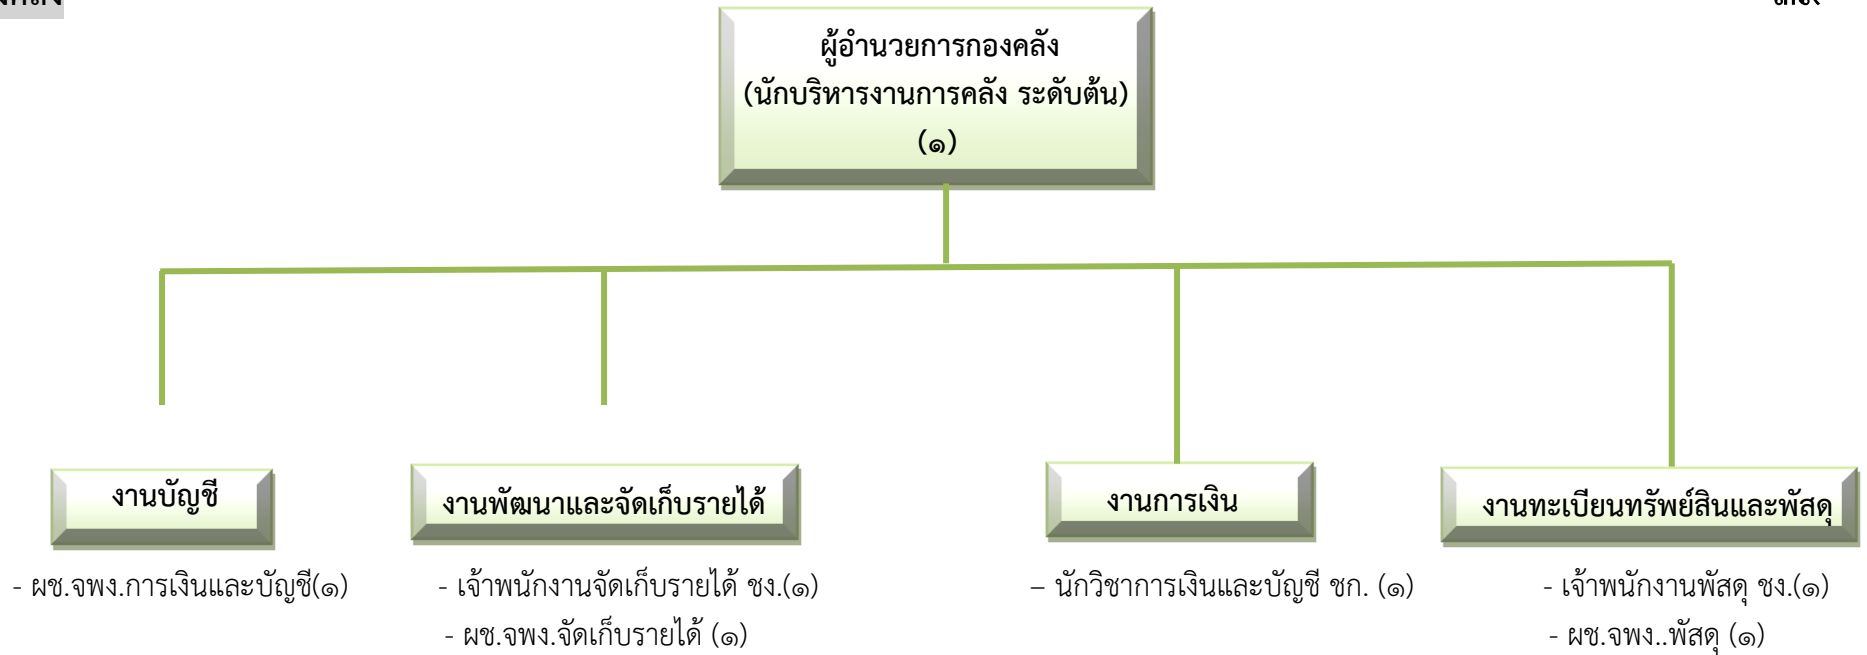 ผู้อำนวยการกองคลัง
(นักบริหารงานการคลัง ระดับต้น)
(๑)
งานบัญชี
งานพัฒนาและจัดเก็บรายได้
งานการเงิน
งานทะเบียนทรัพย์สินและพัสดุ
- ผช.จพง.การเงินและบัญชี(๑)
- เจ้าพนักงานจัดเก็บรายได้ ชง.(๑)
– นักวิชาการเงินและบัญชี ชก. (๑)
- เจ้าพนักงานพัสดุ ชง.(๑)
- ผช.จพง.จัดเก็บรายได้ (๑)
- ผช.จพง..พัสดุ (๑)